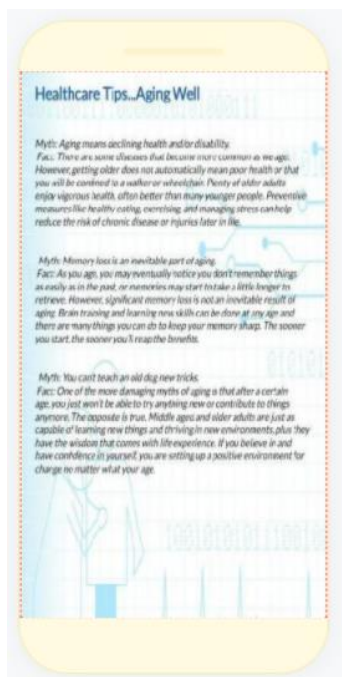 Healthcare Tips...Aging Well
Myth: Aging means declining health and/or disability.
Fact: There are some diseases that become more common as we age.
However, getting older does not automatically mean poor health or that
you will be confined to a walker or wheelchair. Plenty of older adults
enjoy vigorous health, often better than many younger people. Preventive
measures like healthy eating, exercising, and managing stress can help
reduce the risk of chronic disease or injuries later in life.
Myth: Memory loss is an inevitable part of aging.
Fact: As you age, you may eventually notice you don't remember things
as easily as in the past, or memories may start to take a little longer to
retrieve. However, significant memory loss is not an inevitable result of
aging. Brain training and learning new skills can be done at any age and
there are many things you can do to keep your memory sharp. The sooner
you start, the sooner you'll reap the benefits.
Myth: You can't teach an old dog new tricks.
Fact: One of the more damaging myths of aging is that after a certain
age, you just won't be able to try anything new or contribute to things
anymore. The opposite is true. Middle aged and older adults are just as
capable of learning new things and thriving in new environments, plus they
have the wisdom that comes with life experience. If you believe in and
have confidence in yourself, you are setting up a positive environment for
change no matter what your age.